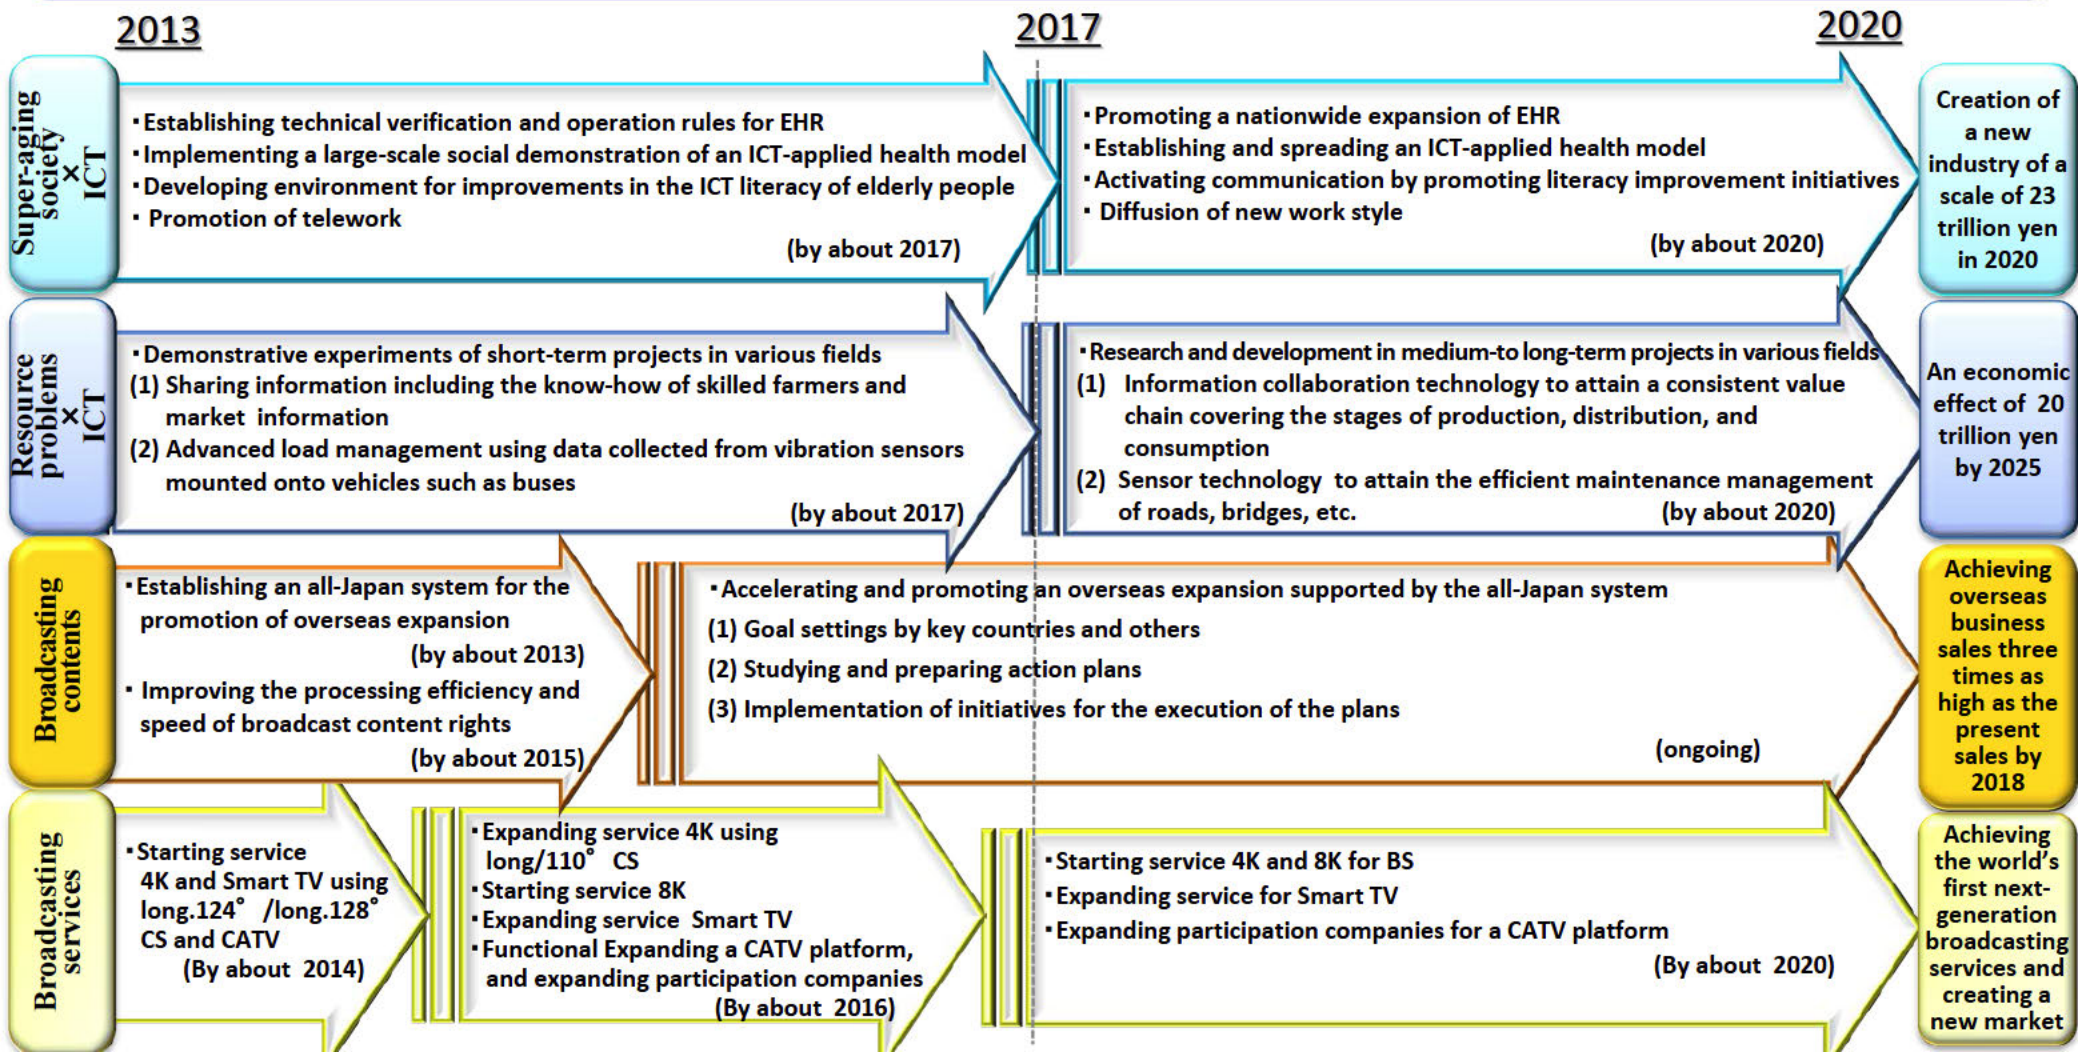 2013
2017
2020
Super-aging
society
×
ICT
▪Establishing technical verification and operation rules for EHR
▪Implementing a large-scale social demonstration of an ICT-applied health model
▪Developing environment for improvements in the ICT literacy of elderly people
▪ Promotion of telework
(by about 2017)
▪Promoting a nationwide expansion of EHR
▪Establishing and spreading an ICT-applied health model
▪Activating communication by promoting literacy improvement initiatives
▪ Diffusion of new work style
(by about 2020)
Creation of
a new
industry of a
scale of 23
trillion yen
in 2020
Resource
problems
×
ICT
▪Demonstrative experiments of short-term projects in various fields
(1) Sharing information including the know-how of skilled farmers and
market information
(2) Advanced load management using data collected from vibration sensors
mounted onto vehicles such as buses
(by about 2017)
▪Research and development in medium-to long-term projects in various fields
(1) Information collaboration technology to attain a consistent value
chain covering the stages of production, distribution, and
consumption
(2) Sensor technology to attain the efficient maintenance management
of roads, bridges, etc. (by about 2020)
An economic
effect of 20
trillion yen
by 2025
Broadcasting
contents
▪Establishing an all-Japan system for the
promotion of overseas expansion
(by about 2013)
▪ Improving the processing efficiency and
speed of broadcast content rights
(by about 2015)
▪Accelerating and promoting an overseas expansion supported by the all-Japan system
(1) Goal settings by key countries and others
(2) Studying and preparing action plans
(3) Implementation of initiatives for the execution of the plans
(ongoing)
Achieving
overseas
business
sales three
times as
high as the
present
sales by
2018
Broadcasting
services
▪Starting service
4K and Smart TV using
long.124° /long.128°
CS and CATV
(By about 2014)
▪Expanding service 4K using
long/110° CS
▪Starting service 8K
▪Expanding service Smart TV
▪Functional Expanding a CATV platform,
and expanding participation companies
(By about 2016)
▪Starting service 4K and 8K for BS
▪Expanding service for Smart TV
▪Expanding participation companies for a CATV platform
(By about 2020)
Achieving
the world's
first next-
generation
broadcasting
services and
creating a
new market